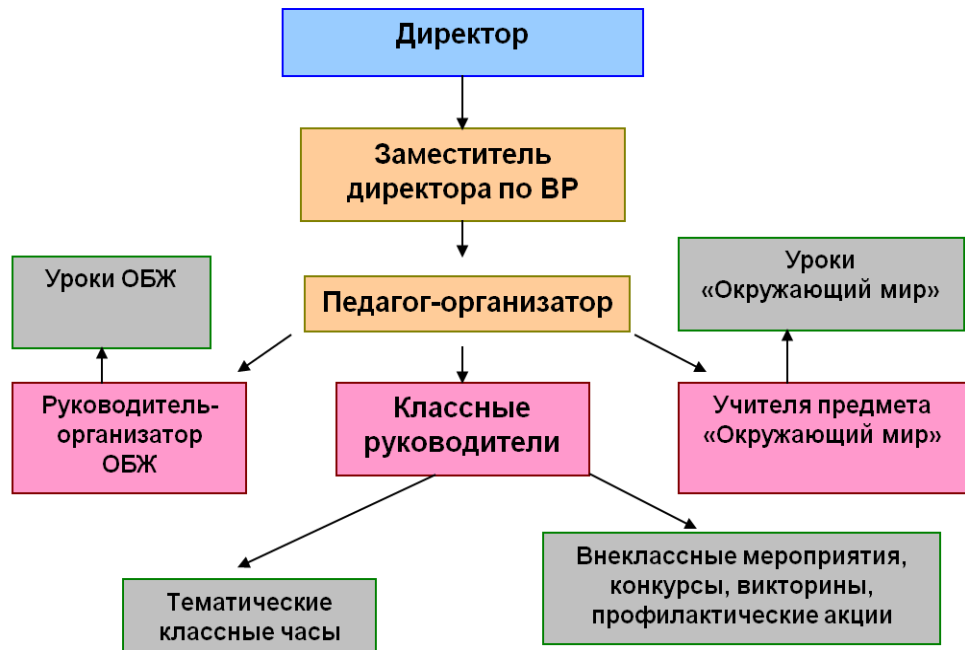 Директор
Заместитель
директора по ВР
Уроки ОБЖ
Уроки
«Окружающий мир»
Педагог-организатор
Руководитель-
организатор
ОБЖ
Классные
руководители
Учителя предмета
«Окружающий мир»
Тематические
классные часы
Внеклассные мероприятия,
конкурсы, викторины,
профилактические акции